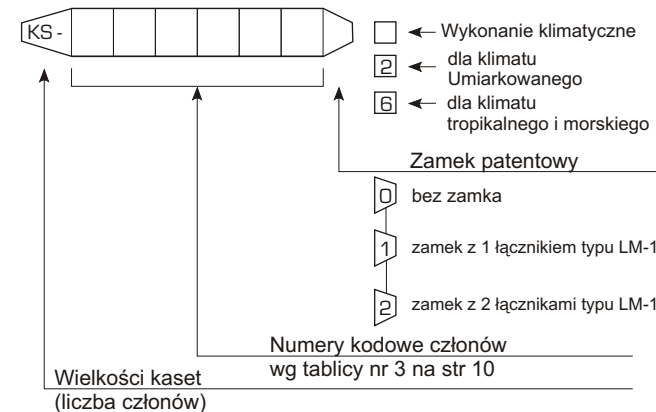 KS -
Wykonanie klimatyczne
2 dla klimatu
Umiarkowanego
6 dla klimatu
tropikalnego i morskiego
Zamek patentowy
0 bez zamka
1 zamek z 1 łącznikiem typu LM-1
2 zamek z 2 łącznikami typu LM-1
Numery kodowe członów
wg tablicy nr 3 na str 10
Wielkości kaset
(liczba członów)